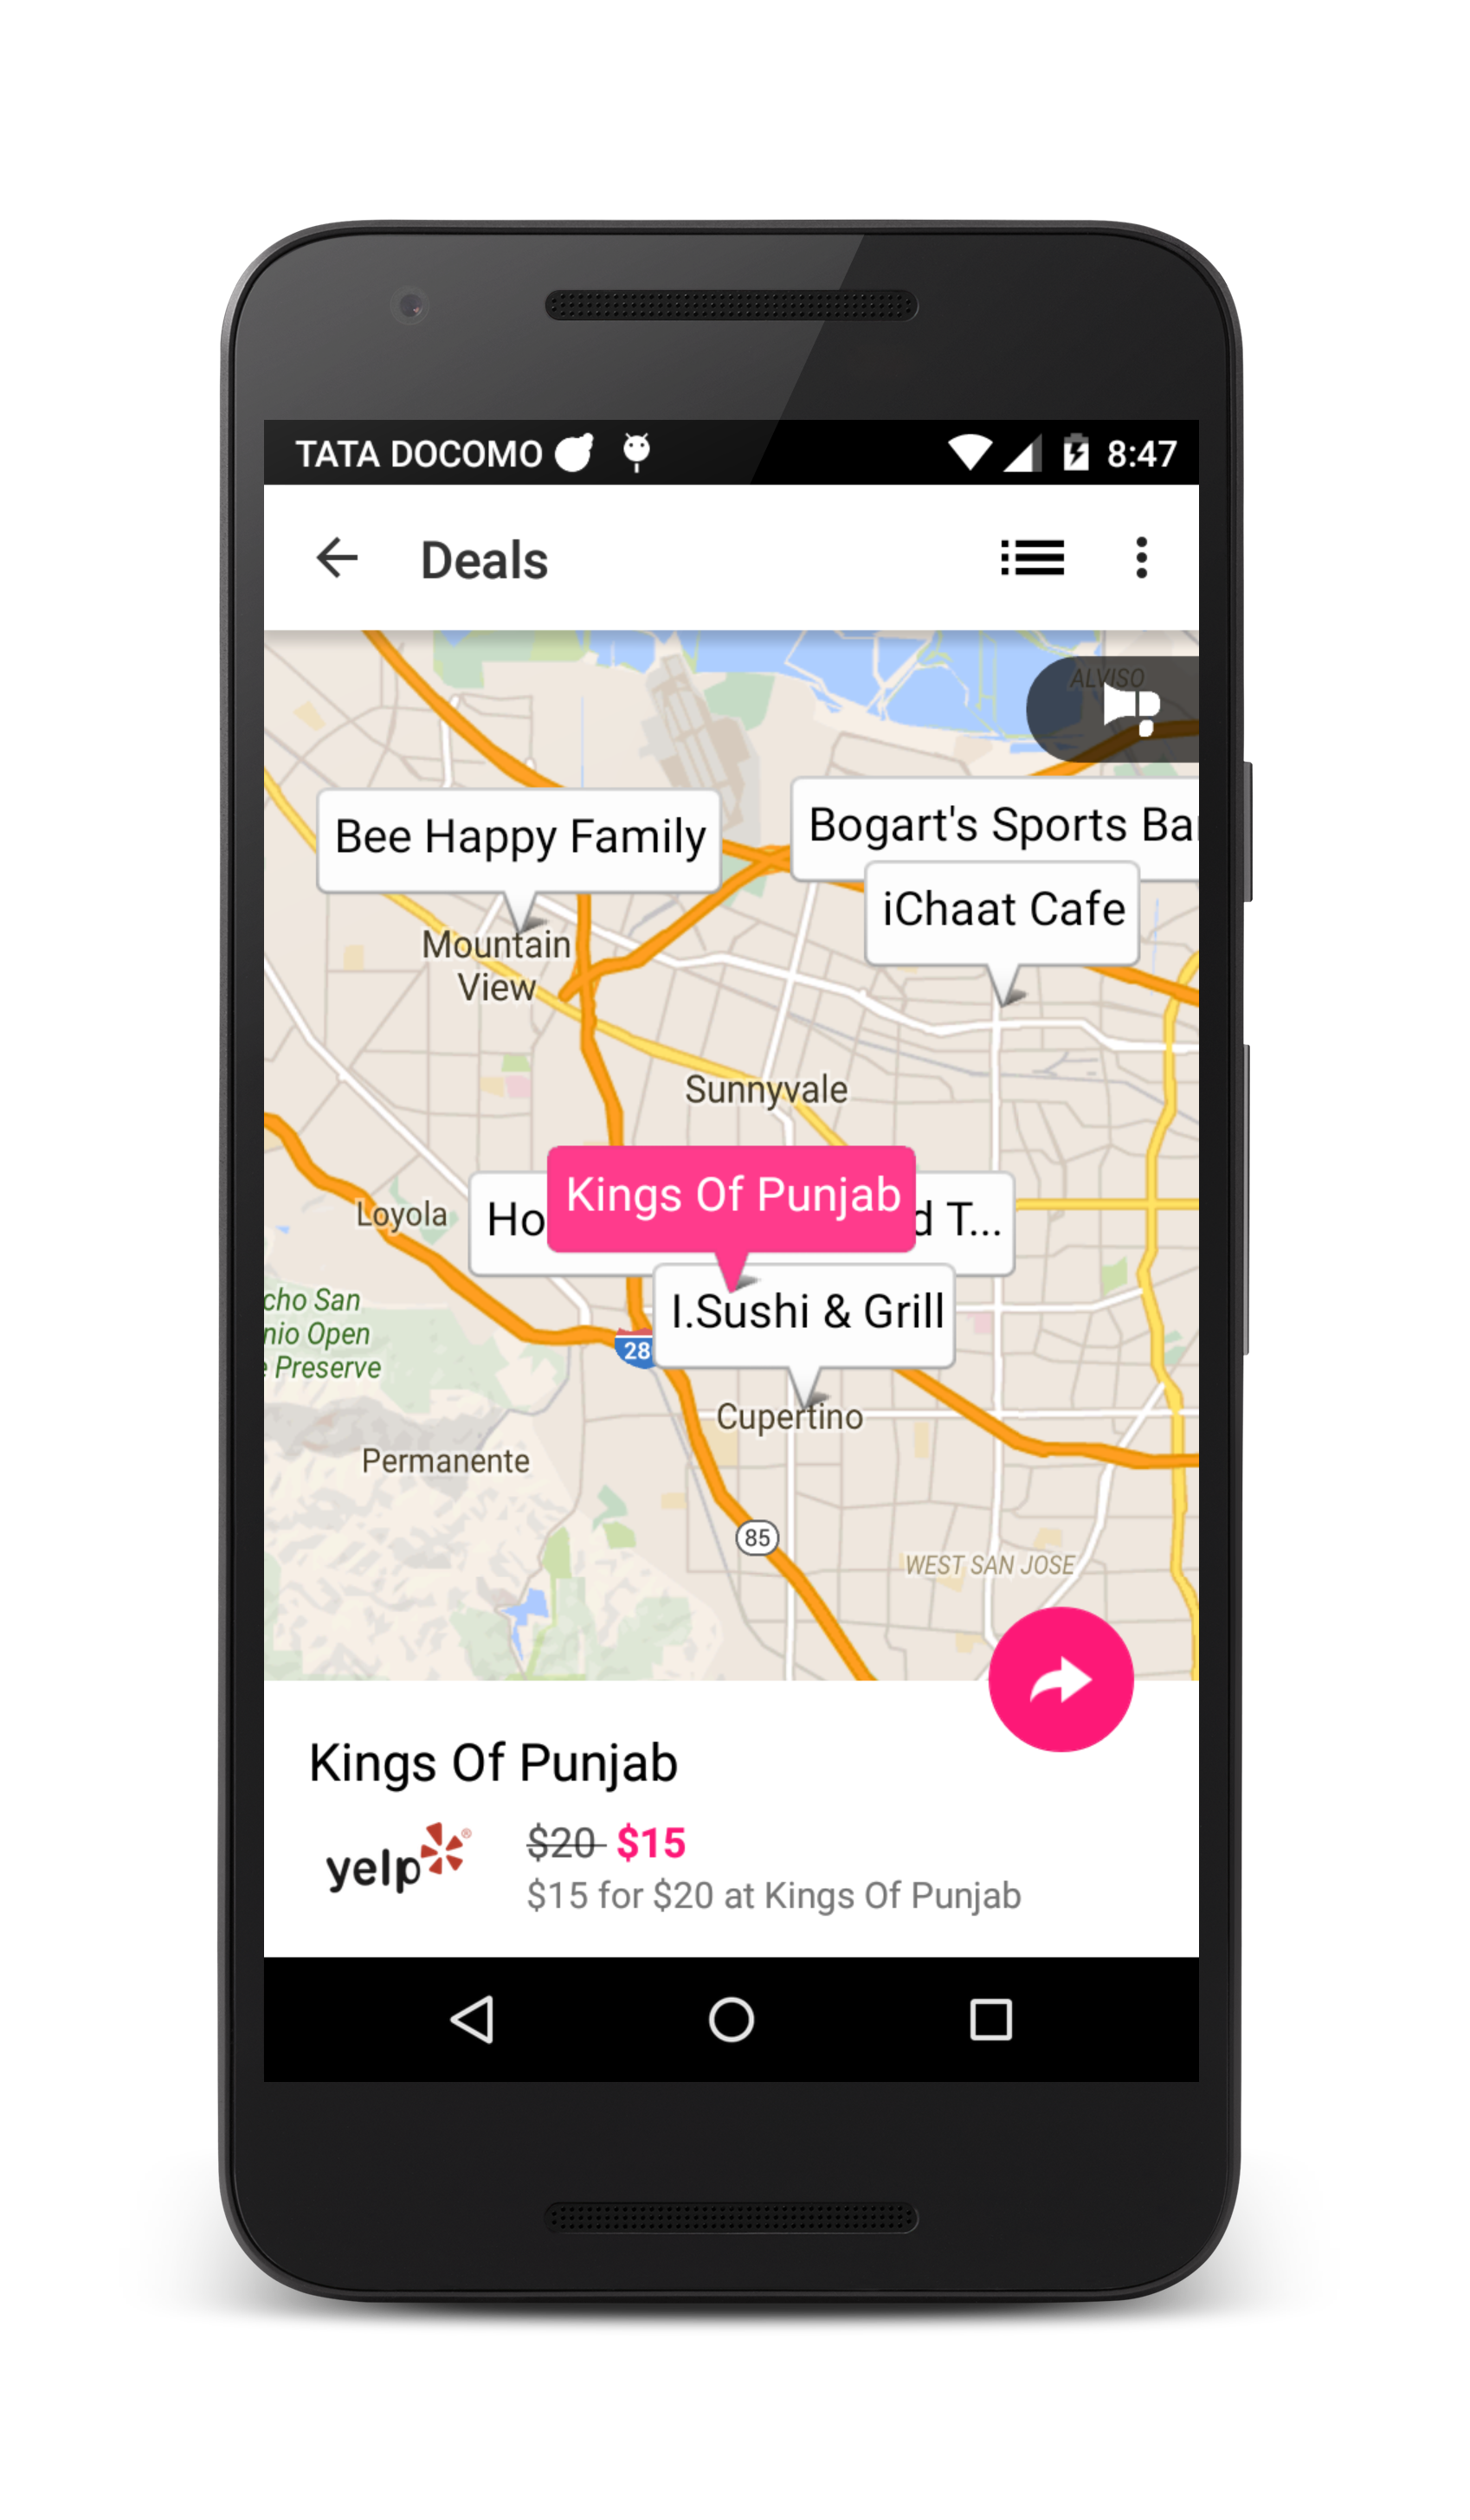 TATA DOCOMO 8:47
Deals
ALVISO
Bee Happy Family
Bogart's Sports Bar
iChaat Cafe
Mountain
View
Sunnyvale
Kings Of Punjab
Ho d T...
Loyola
I.Sushi & Grill
cho San
nio Open
e Preserve
28
Cupertino
Permanente
85
WEST SAN JOSE
Kings Of Punjab
yelp®
$20 $15
$15 for $20 at Kings Of Punjab